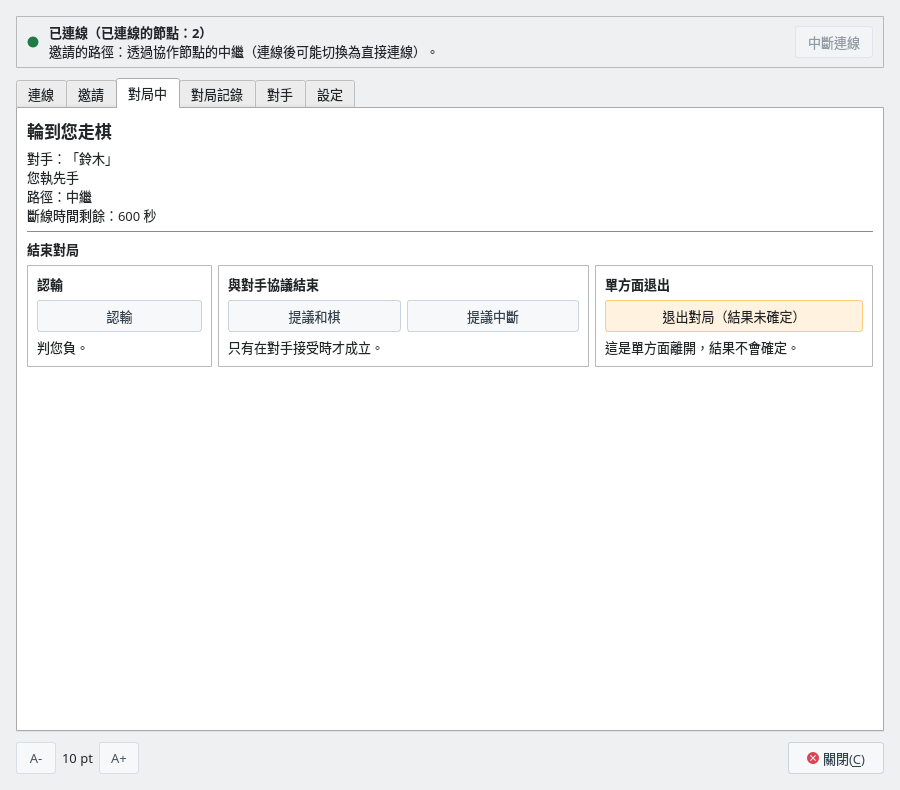 已連線（已連線的節點：2）
邀請的路徑：透過協作節點的中繼（連線後可能切換為直接連線）。
中斷連線
連線
邀請
對局中
對局記錄
對手
設定
輪到您走棋
對手：「鈴木」
您執先手
路徑：中繼
斷線時間剩餘：600 秒
結束對局
認輸
認輸
判您負。
與對手協議結束
提議和棋
提議中斷
只有在對手接受時才成立。
單方面退出
退出對局（結果未確定）
這是單方面離開，結果不會確定。
A-
10 pt
A+
關閉(C)